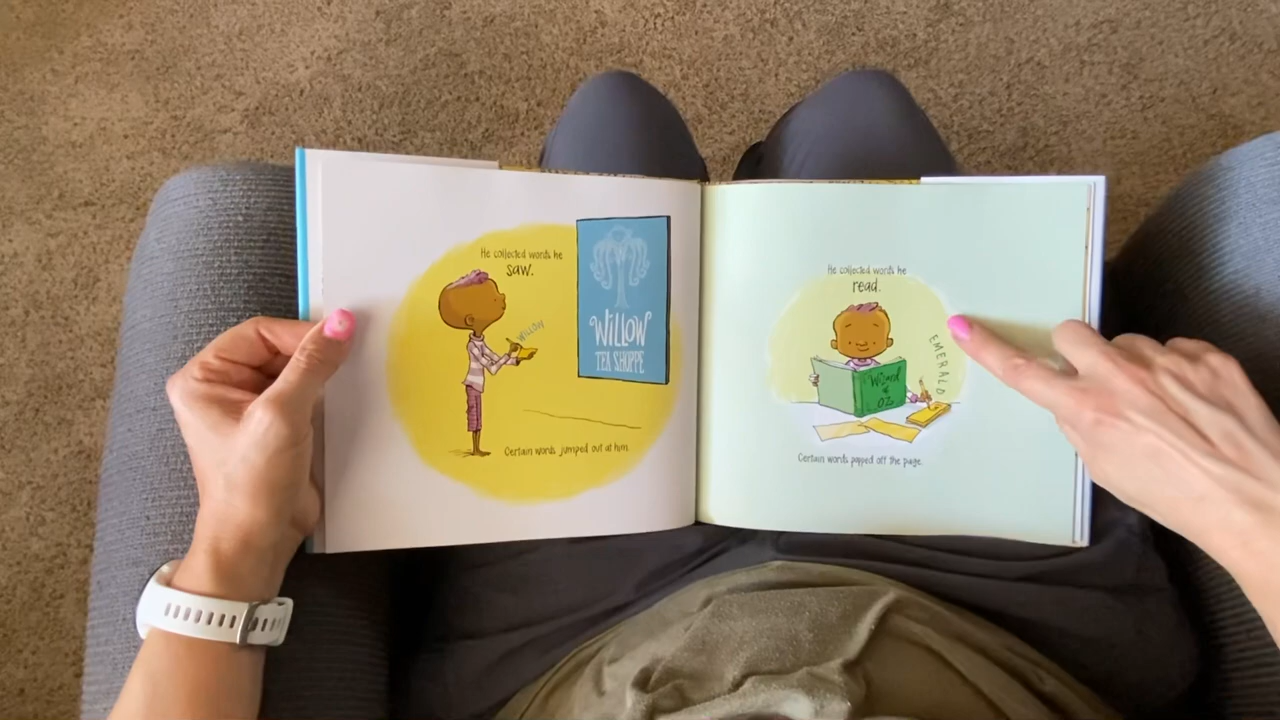 He collected words he
saw.
WILLOW
WILLOW
TEA SHOPPE
Certain words jumped out at him.
He collected words he
read.
EMERALD
Wizard
of
OZ
Certain words popped off the page.